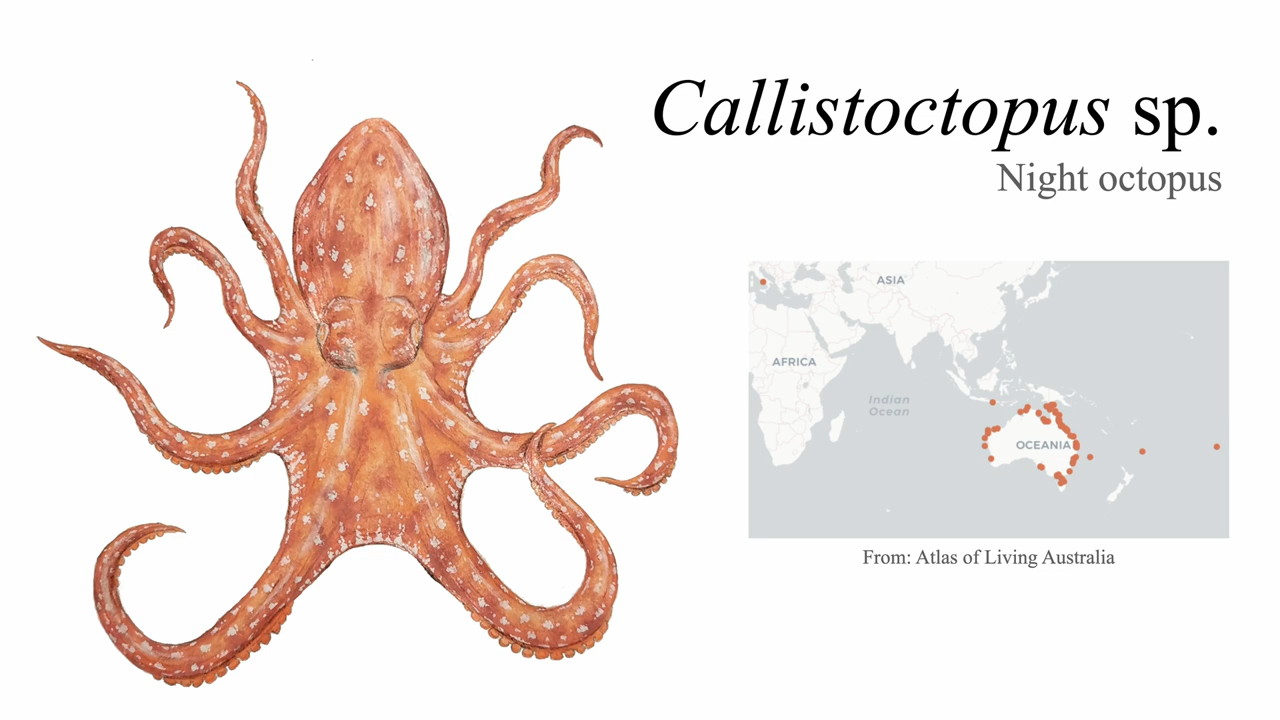 Callistoctopus sp.
Night octopus
ASIA
AFRICA
Indian
Ocean
OCEANIA
From: Atlas of Living Australia